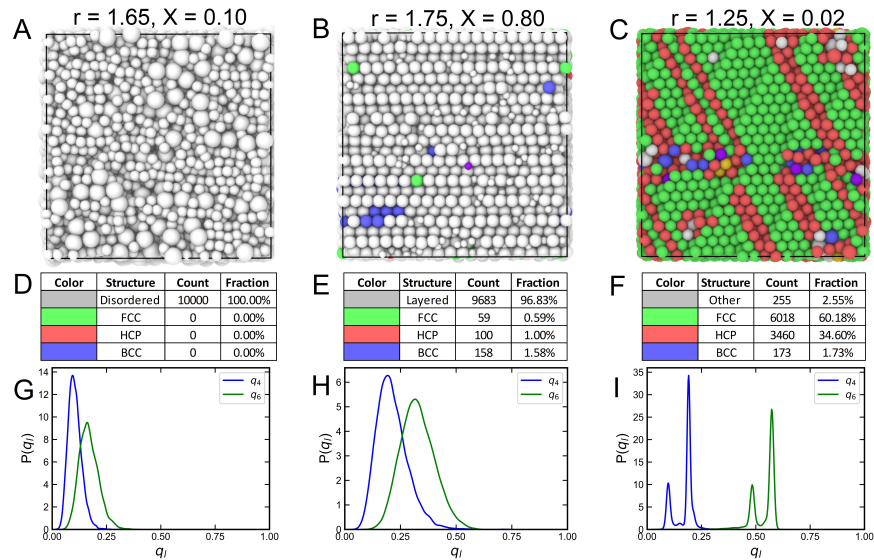 r = 1.65, X = 0.10
r = 1.75, X = 0.80
r = 1.25, X = 0.02
A
B
C
D
Color Structure Count Fraction
Disordered 10000 100.00%
FCC 0 0.00%
HCP 0 0.00%
BCC 0 0.00%
E
Color Structure Count Fraction
Layered 9683 96.83%
FCC 59 0.59%
HCP 100 1.00%
BCC 158 1.58%
F
Color Structure Count Fraction
Other 255 2.55%
FCC 6018 60.18%
HCP 3460 34.60%
BCC 173 1.73%
G
P(q_l)
14
12
10
8
6
4
2
0
q_4
q_6
0.00 0.25 0.50 0.75 1.00
q_l
H
P(q_l)
6
5
4
3
2
1
0
q_4
q_6
0.00 0.25 0.50 0.75 1.00
q_l
I
P(q_l)
35
30
25
20
15
10
5
0
q_4
q_6
0.00 0.25 0.50 0.75 1.00
q_l